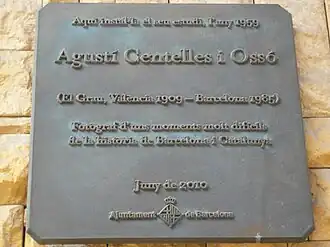 Aquí instal·là el seu estudi, l'any 1959
Agustí Centelles i Ossó
(El Grau, València 1909 – Barcelona 1985)
Fotògraf d'uns moments molt difícils
de la història de Barcelona i Catalunya.
Juny de 2010
Ajuntament de Barcelona